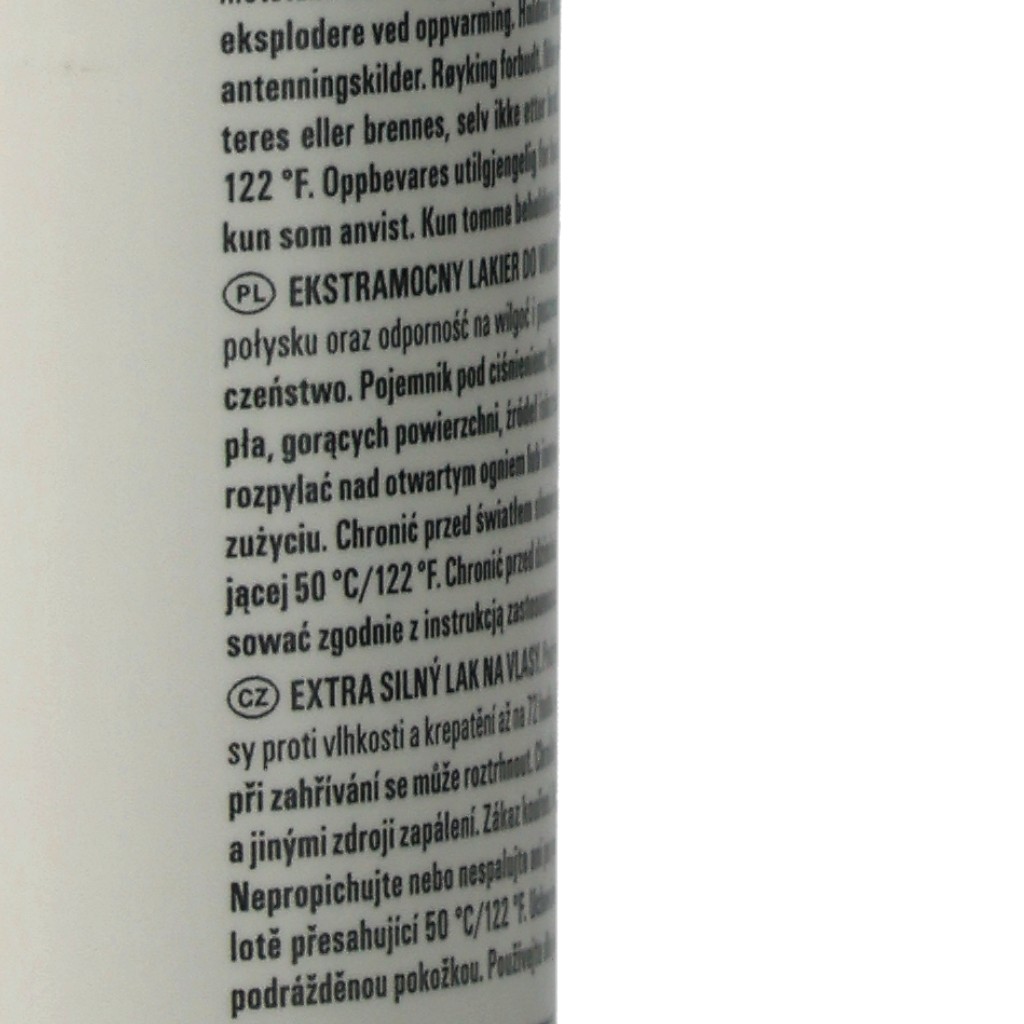 eksplodere ved oppvarming.
antenningskilder. Røyking forbudt.
teres eller brennes, selv ikke etter
122 °F. Oppbevares utilgjengelig for
kun som anvist. Kun tomme
PL EKSTRAMOCNY LAKIER DO
połysku oraz odporność na wilgoć i
czeństwo. Pojemnik pod ciśnieniem:
pła, gorących powierzchni, źródeł
rozpylać nad otwartym ogniem lub
zużyciu. Chronić przed światłem
jącej 50 °C/122 °F. Chronić przed
sować zgodnie z instrukcją
CZ EXTRA SILNÝ LAK NA VLASY.
sy proti vlhkosti a krepatění až na 72
při zahřívání se může roztrhnout.
a jinými zdroji zapálení. Zákaz
Nepropichujte nebo nespalujte ani
lotě přesahující 50 °C/122 °F.
podrážděnou pokožkou. Používejte